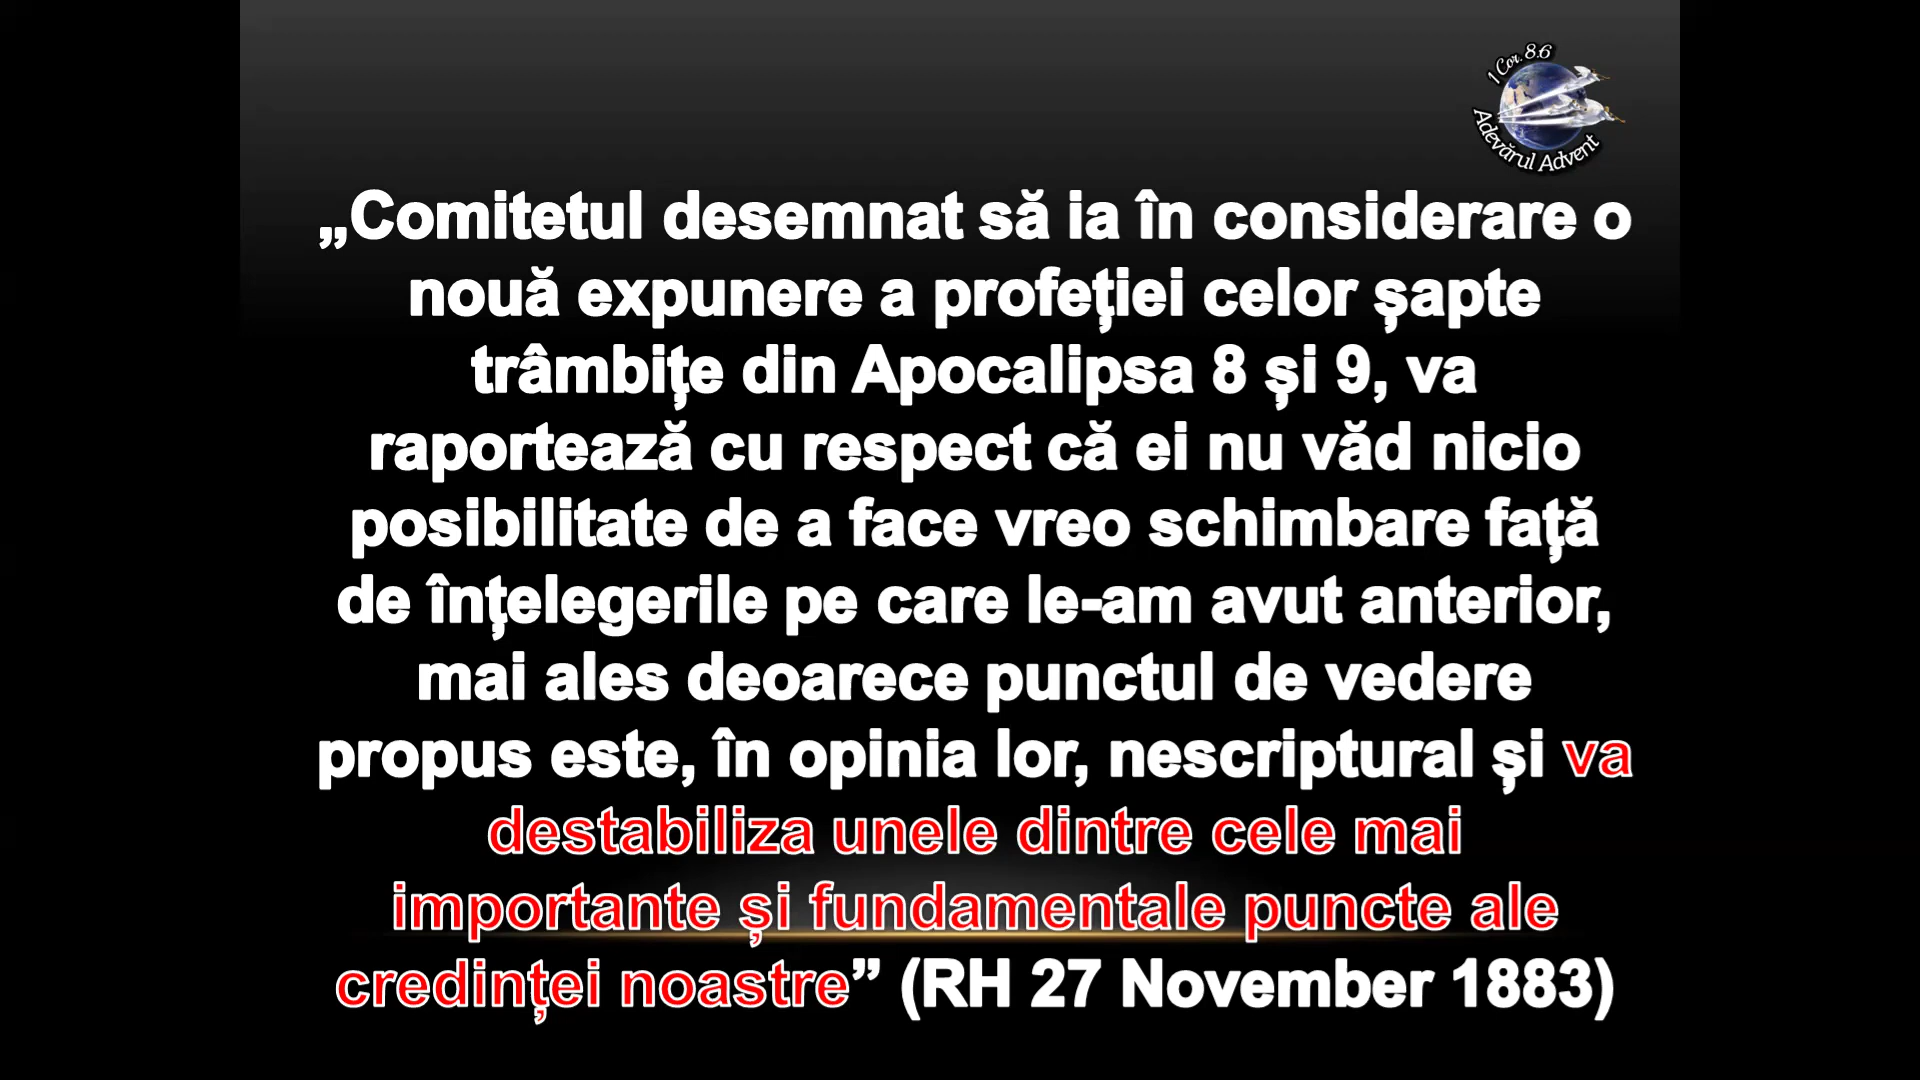 1 Cor. 8:6
Adevărul Advent
„Comitetul desemnat să ia în considerare o
nouă expunere a profeției celor șapte
trâmbițe din Apocalipsa 8 și 9, va
raportează cu respect că ei nu văd nicio
posibilitate de a face vreo schimbare față
de înțelegerile pe care le-am avut anterior,
mai ales deoarece punctul de vedere
propus este, în opinia lor, nescriptural și va
destabiliza unele dintre cele mai
importante și fundamentale puncte ale
credinței noastre” (RH 27 November 1883)